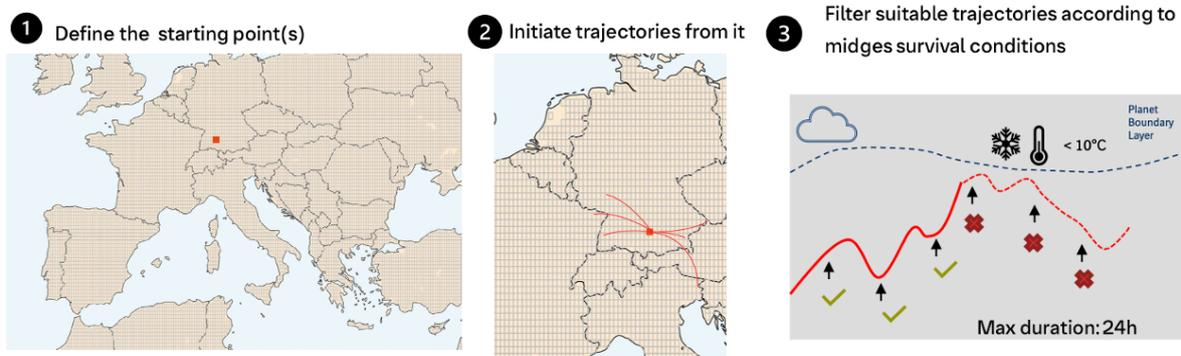 1 Define the starting point(s)
2 Initiate trajectories from it
3 Filter suitable trajectories according to
midges survival conditions
Planet
Boundary
Layer
< 10°C
Max duration: 24h